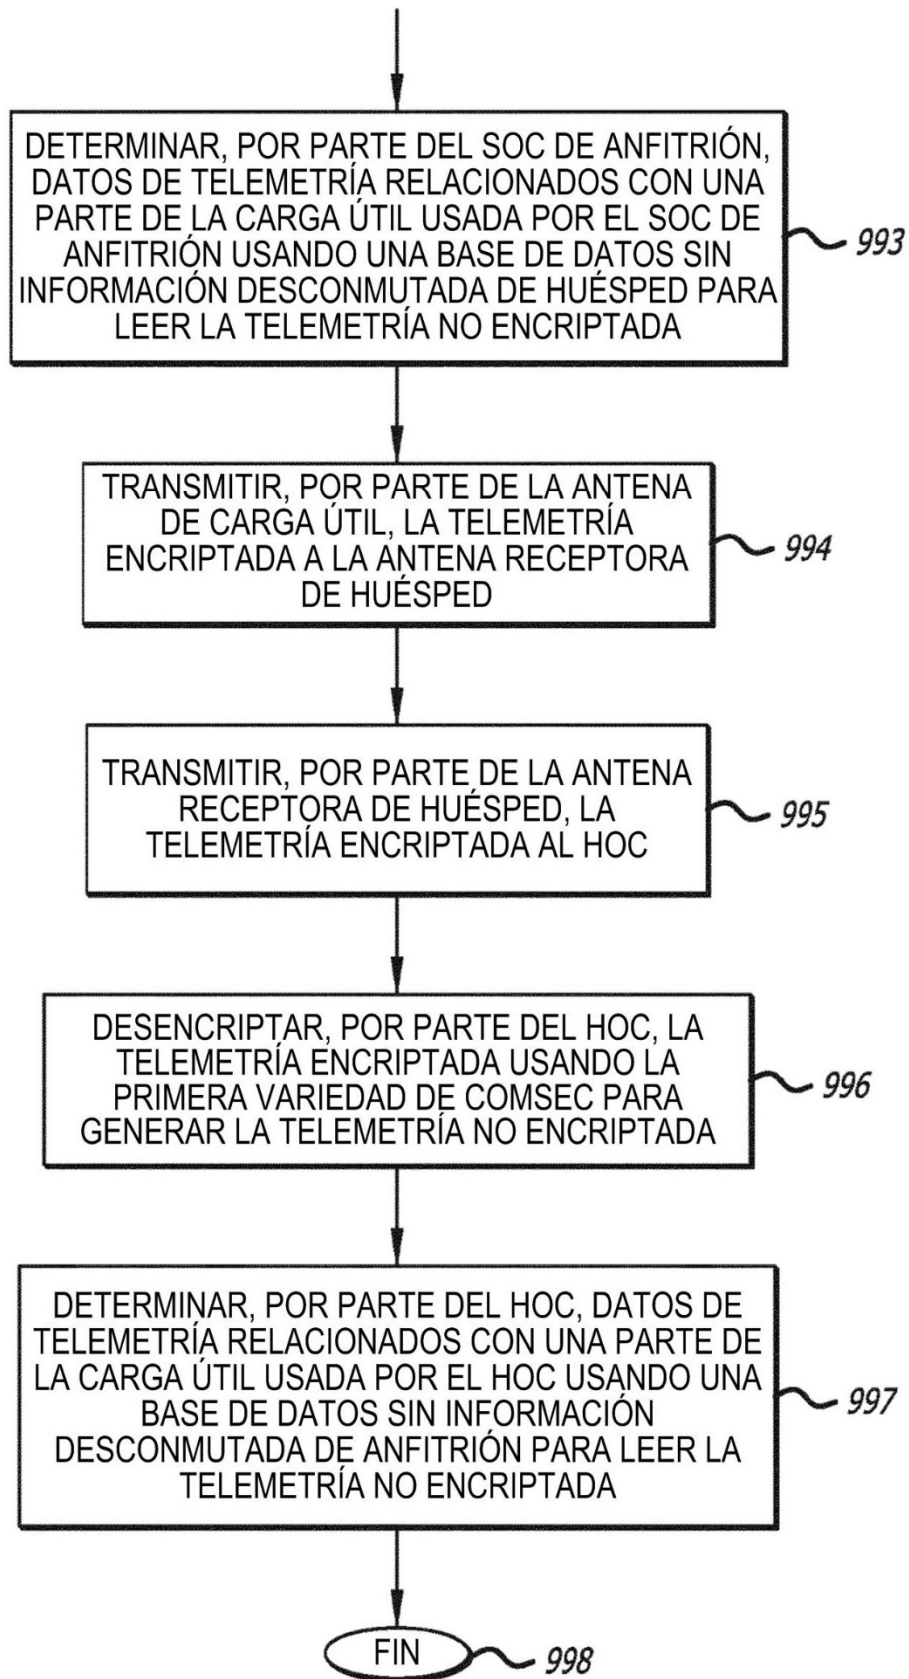 DETERMINAR, POR PARTE DEL SOC DE ANFITRIÓN,
DATOS DE TELEMETRÍA RELACIONADOS CON UNA
PARTE DE LA CARGA ÚTIL USADA POR EL SOC DE
ANFITRIÓN USANDO UNA BASE DE DATOS SIN
INFORMACIÓN DESCONMUTADA DE HUÉSPED PARA
LEER LA TELEMETRÍA NO ENCRIPTADA
993
TRANSMITIR, POR PARTE DE LA ANTENA
DE CARGA ÚTIL, LA TELEMETRÍA
ENCRIPTADA A LA ANTENA RECEPTORA
DE HUÉSPED
994
TRANSMITIR, POR PARTE DE LA ANTENA
RECEPTORA DE HUÉSPED, LA
TELEMETRÍA ENCRIPTADA AL HOC
995
DESENCRIPTAR, POR PARTE DEL HOC, LA
TELEMETRÍA ENCRIPTADA USANDO LA
PRIMERA VARIEDAD DE COMSEC PARA
GENERAR LA TELEMETRÍA NO ENCRIPTADA
996
DETERMINAR, POR PARTE DEL HOC, DATOS DE
TELEMETRÍA RELACIONADOS CON UNA PARTE DE
LA CARGA ÚTIL USADA POR EL HOC USANDO UNA
BASE DE DATOS SIN INFORMACIÓN
DESCONMUTADA DE ANFITRIÓN PARA LEER LA
TELEMETRÍA NO ENCRIPTADA
997
FIN
998